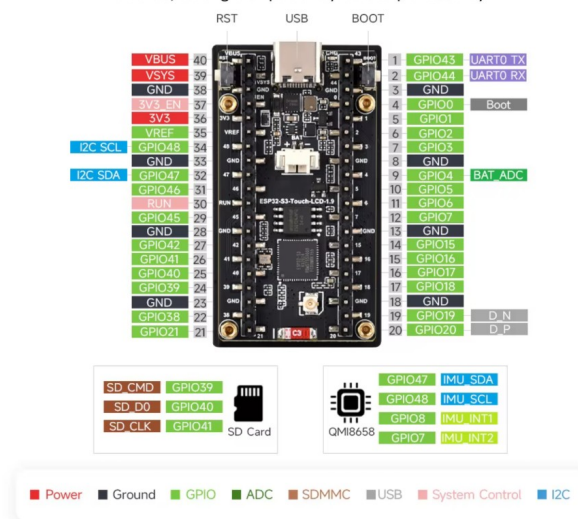 RST USB BOOT
VBUS 40 1 GPIO43 UART0 TX
VSYS 39 2 GPIO44 UART0 RX
GND 38 3 GND
3V3_EN 37 4 GPIO0 Boot
3V3 36 5 GPIO1
VREF 35 6 GPIO2
I2C SCL GPIO48 34 7 GPIO3
GND 33 8 GND
I2C SDA GPIO47 32 9 GPIO4 BAT_ADC
GPIO46 31 10 GPIO5
RUN 30 11 GPIO6
GPIO45 29 12 GPIO7
GND 28 13 GND
GPIO42 27 14 GPIO15
GPIO41 26 15 GPIO16
GPIO40 25 16 GPIO17
GPIO39 24 17 GPIO18
GND 23 18 GND
GPIO38 22 19 GPIO19 D_N
GPIO21 21 20 GPIO20 D_P
ESP32-S3-Touch-LCD-1.9
BAT
C3
SD_CMD GPIO39
SD_D0 GPIO40
SD_CLK GPIO41
SD Card
GPIO47 IMU_SDA
GPIO48 IMU_SCL
GPIO8 IMU_INT1
GPIO7 IMU_INT2
QMI8658
Power Ground GPIO ADC SDMMC USB System Control I2C